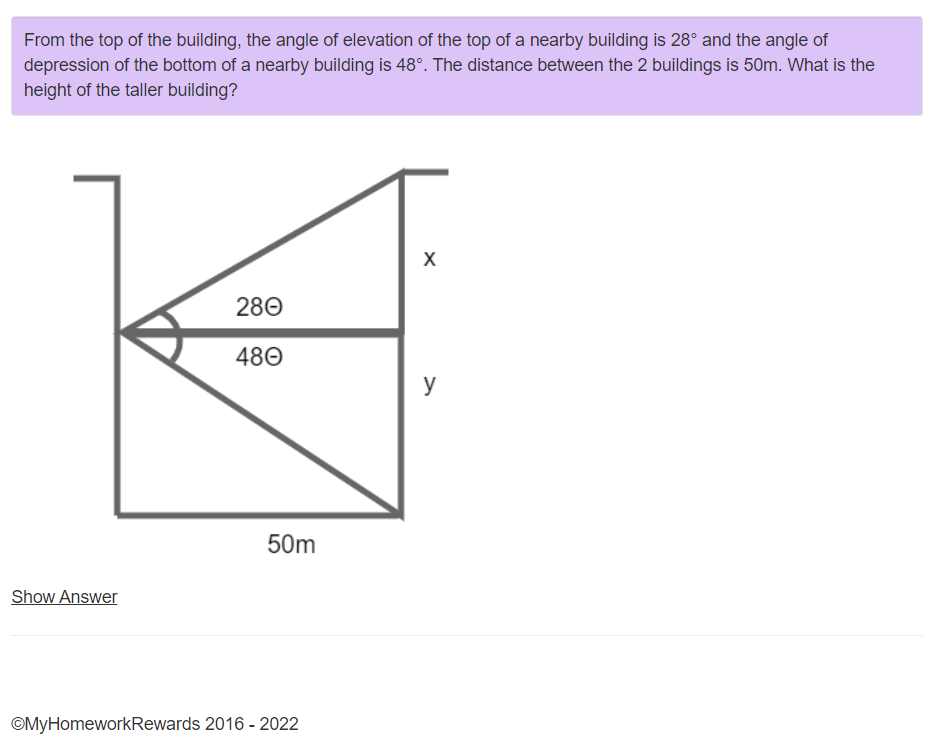 From the top of the building, the angle of elevation of the top of a nearby building is 28° and the angle of
depression of the bottom of a nearby building is 48°. The distance between the 2 buildings is 50m. What is the
height of the taller building?
x
28Θ
48Θ
y
50m
Show Answer
©MyHomeworkRewards 2016 - 2022